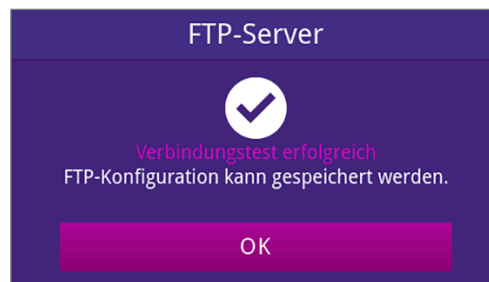 FTP-Server
Verbindungstest erfolgreich
FTP-Konfiguration kann gespeichert werden.
OK